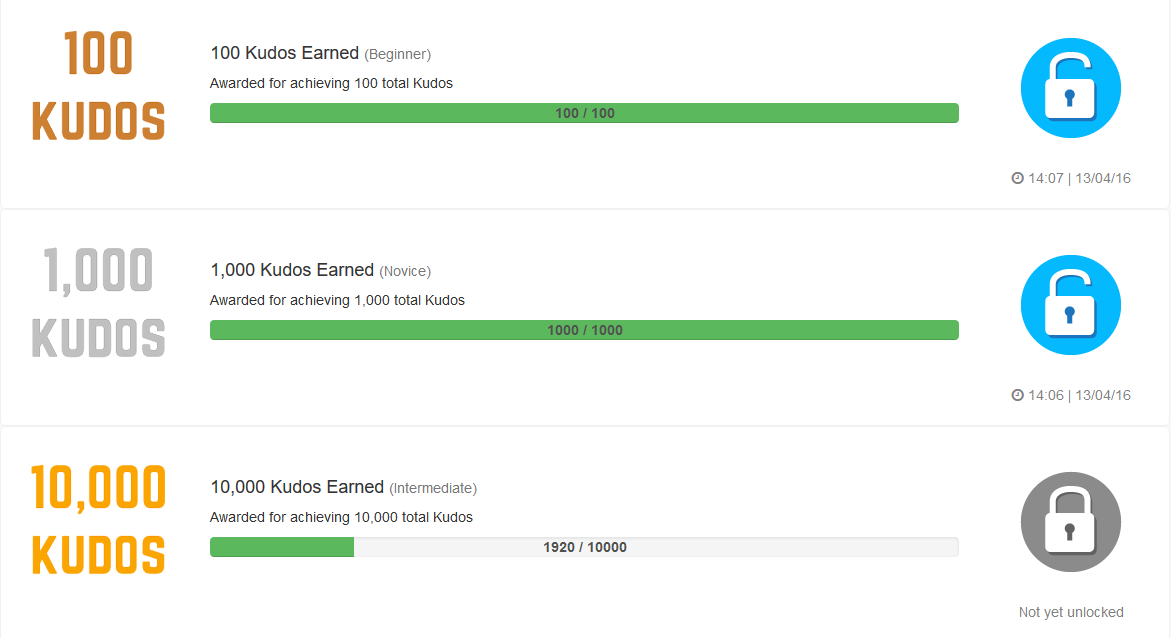 100
KUDOS
100 Kudos Earned (Beginner)
Awarded for achieving 100 total Kudos
100 / 100
14:07 | 13/04/16
1,000
KUDOS
1,000 Kudos Earned (Novice)
Awarded for achieving 1,000 total Kudos
1000 / 1000
14:06 | 13/04/16
10,000
KUDOS
10,000 Kudos Earned (Intermediate)
Awarded for achieving 10,000 total Kudos
1920 / 10000
Not yet unlocked